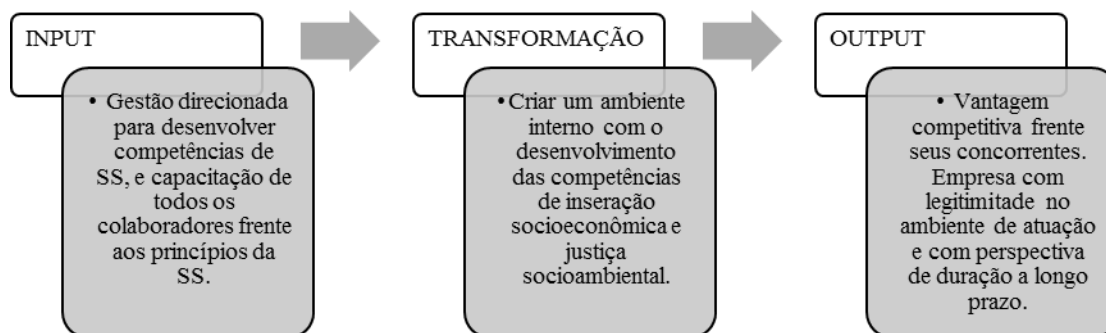 INPUT
• Gestão direcionada
para desenvolver
competências de
SS, e capacitação de
todos os
colaboradores frente
aos princípios da
SS.
TRANSFORMAÇÃO
• Criar um ambiente
interno com o
desenvolvimento
das competências
de inseração
socioeconômica e
justiça
socioambiental.
OUTPUT
• Vantagem
competitiva frente
seus concorrentes.
Empresa com
legitimitade no
ambiente de atuação
e com perspectiva
de duração a longo
prazo.